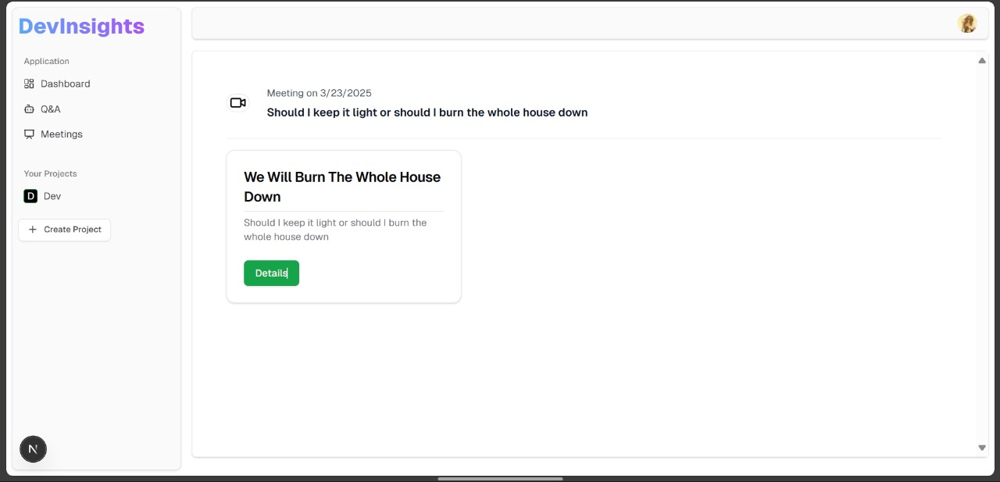 DevInsights
Application
Dashboard
Q&A
Meetings
Your Projects
D Dev
+ Create Project
N
Meeting on 3/23/2025
Should I keep it light or should I burn the whole house down
We Will Burn The Whole House
Down
Should I keep it light or should I burn the
whole house down
Details